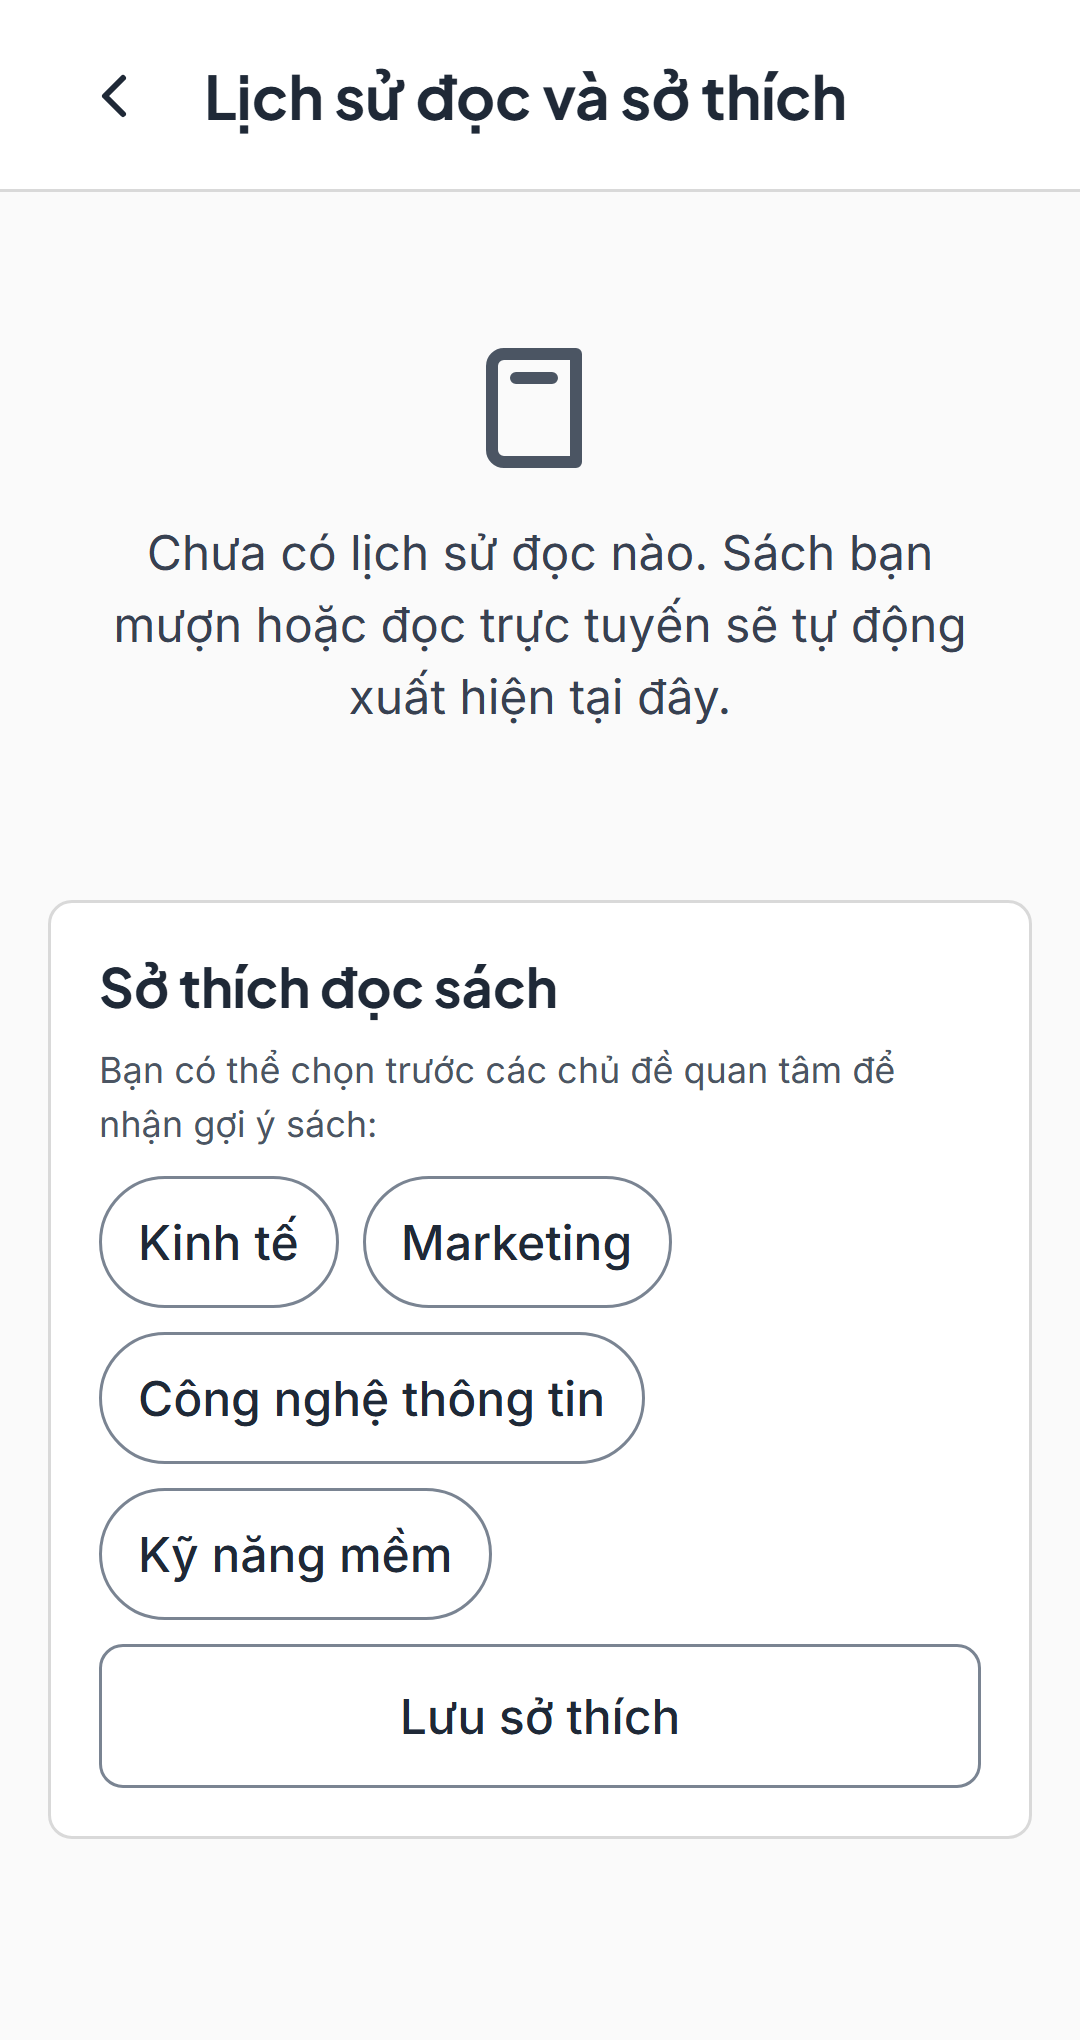 Lịch sử đọc và sở thích
Chưa có lịch sử đọc nào. Sách bạn
mượn hoặc đọc trực tuyến sẽ tự động
xuất hiện tại đây.
Sở thích đọc sách
Bạn có thể chọn trước các chủ đề quan tâm để
nhận gợi ý sách:
Kinh tế
Marketing
Công nghệ thông tin
Kỹ năng mềm
Lưu sở thích